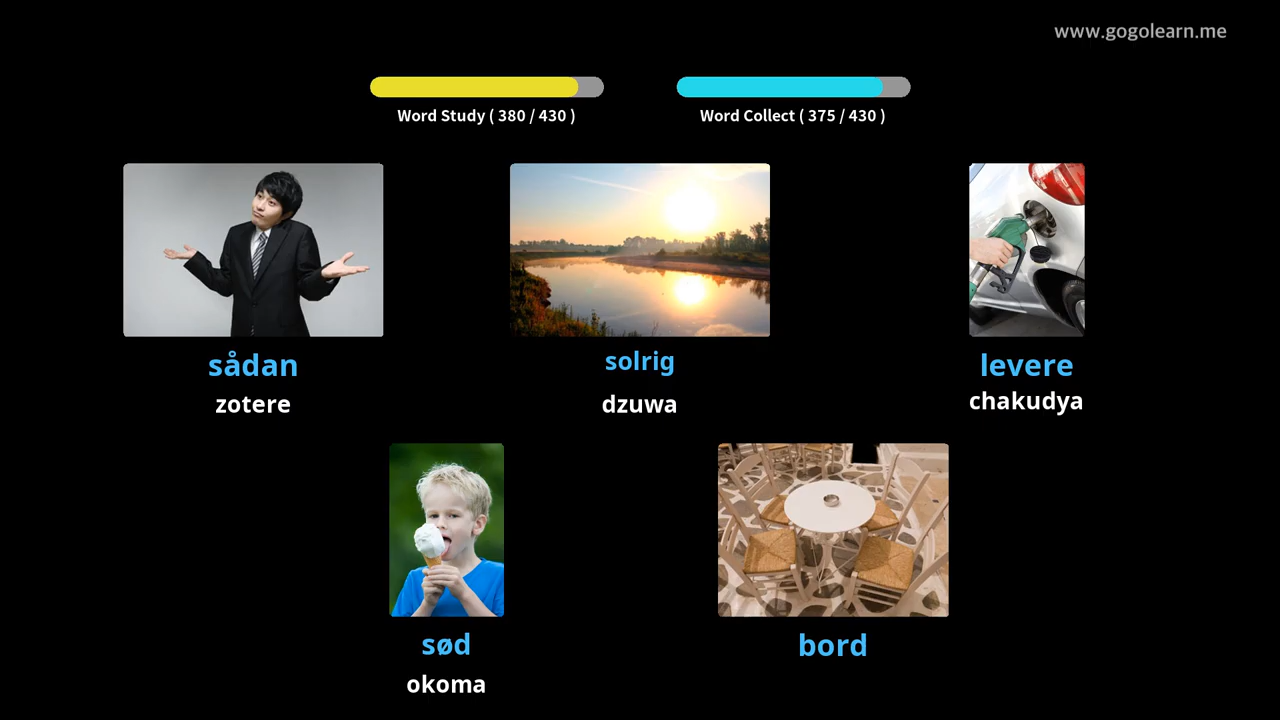 www.gogolearn.me
Word Study ( 380 / 430 )
Word Collect ( 375 / 430 )
sådan
zotere
solrig
dzuwa
levere
chakudya
sød
okoma
bord